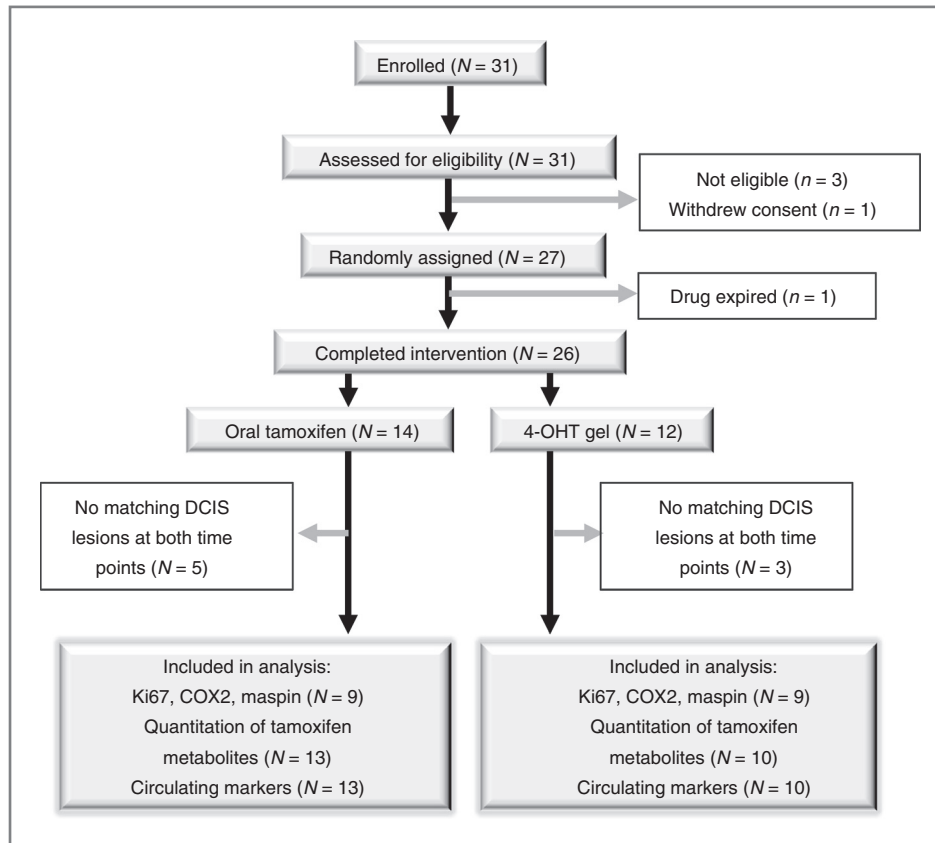 Enrolled (N = 31)
Assessed for eligibility (N = 31)
Not eligible (n = 3)
Withdrew consent (n = 1)
Randomly assigned (N = 27)
Drug expired (n = 1)
Completed intervention (N = 26)
Oral tamoxifen (N = 14)
4-OHT gel (N = 12)
No matching DCIS
lesions at both time
points (N = 5)
No matching DCIS
lesions at both time
points (N = 3)
Included in analysis:
Ki67, COX2, maspin (N = 9)
Quantitation of tamoxifen
metabolites (N = 13)
Circulating markers (N = 13)
Included in analysis:
Ki67, COX2, maspin (N = 9)
Quantitation of tamoxifen
metabolites (N = 10)
Circulating markers (N = 10)